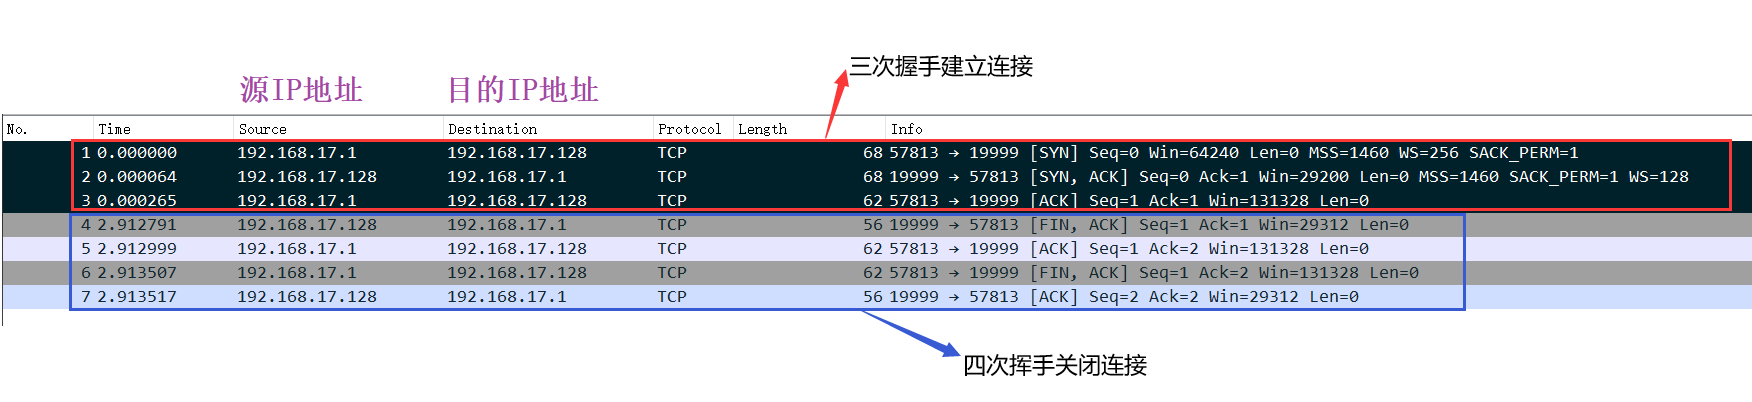 三次握手建立连接
源IP地址 目的IP地址
No. Time Source Destination Protocol Length Info
1 0.000000 192.168.17.1 192.168.17.128 TCP 68 57813 → 19999 [SYN] Seq=0 Win=64240 Len=0 MSS=1460 WS=256 SACK_PERM=1
2 0.000064 192.168.17.128 192.168.17.1 TCP 68 19999 → 57813 [SYN, ACK] Seq=0 Ack=1 Win=29200 Len=0 MSS=1460 SACK_PERM=1 WS=128
3 0.000265 192.168.17.1 192.168.17.128 TCP 62 57813 → 19999 [ACK] Seq=1 Ack=1 Win=131328 Len=0
4 2.912791 192.168.17.128 192.168.17.1 TCP 56 19999 → 57813 [FIN, ACK] Seq=1 Ack=1 Win=29312 Len=0
5 2.912999 192.168.17.1 192.168.17.128 TCP 62 57813 → 19999 [ACK] Seq=1 Ack=2 Win=131328 Len=0
6 2.913507 192.168.17.1 192.168.17.128 TCP 62 57813 → 19999 [FIN, ACK] Seq=1 Ack=2 Win=131328 Len=0
7 2.913517 192.168.17.128 192.168.17.1 TCP 56 19999 → 57813 [ACK] Seq=2 Ack=2 Win=29312 Len=0
四次挥手关闭连接